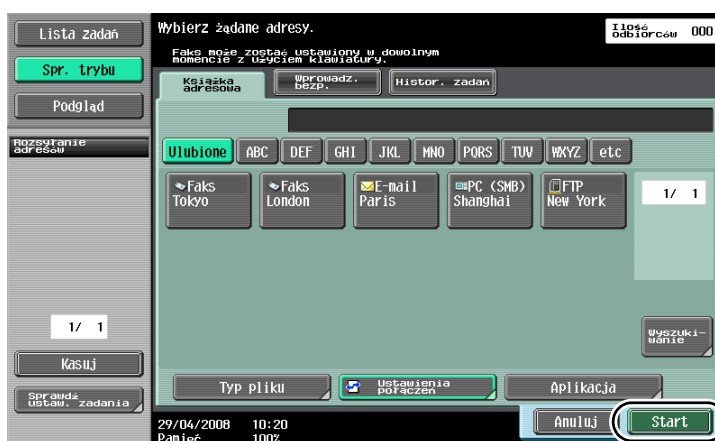 Lista zadań
Spr. trybu
Podgląd
Rozsyłanie
adresów
1/ 1
Kasuj
Sprawdź
ustaw. zadania
Wybierz żądane adresy.
Ilość
odbiorców 000
Faks może zostać ustawiony w dowolnym
momencie z użyciem klawiatury.
Książka
adresowa
Wprowadz.
bezp.
Histor. zadań
Ulubione ABC DEF GHI JKL MNO PQRS TUV WXYZ etc
Faks
Tokyo
Faks
London
E-mail
Paris
PC (SMB)
Shanghai
FTP
New York
1/ 1
Wyszuki-
wanie
Typ pliku
Ustawienia
połączeń
Aplikacja
29/04/2008 10:20
Pamięć 100%
Anuluj
Start